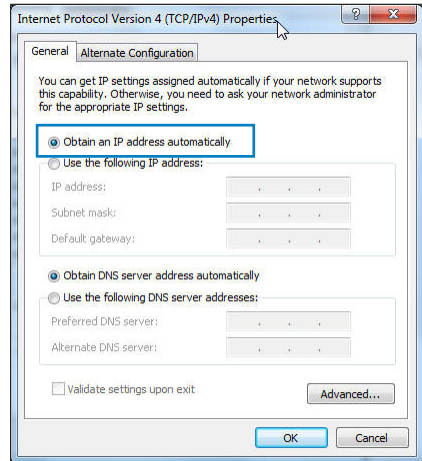 Internet Protocol Version 4 (TCP/IPv4) Properties
General Alternate Configuration
You can get IP settings assigned automatically if your network supports
this capability. Otherwise, you need to ask your network administrator
for the appropriate IP settings.
Obtain an IP address automatically
Use the following IP address:
IP address:
Subnet mask:
Default gateway:
Obtain DNS server address automatically
Use the following DNS server addresses:
Preferred DNS server:
Alternate DNS server:
Validate settings upon exit
Advanced...
OK Cancel